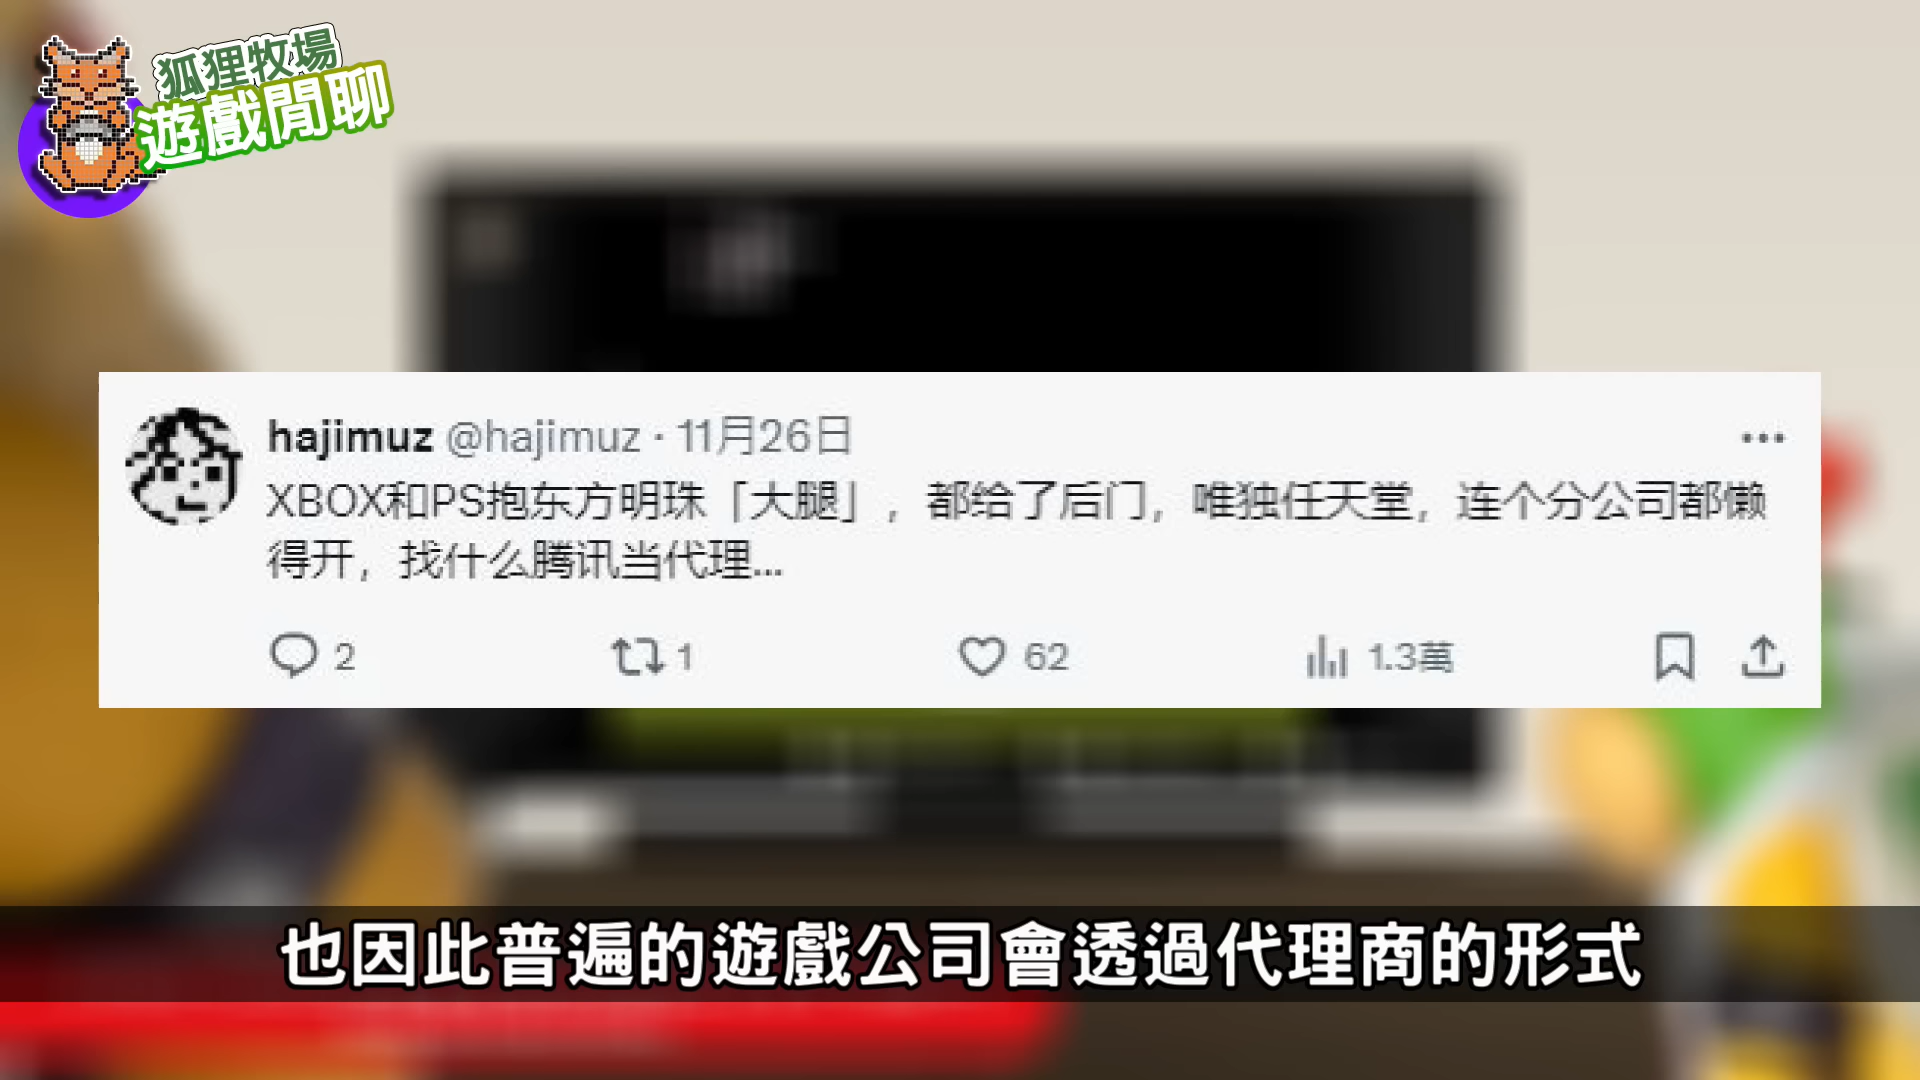 狐狸牧場
遊戲閒聊
hajimuz @hajimuz · 11月26日
XBOX和PS抱东方明珠「大腿」，都给了后门，唯独任天堂，连个分公司都懒
得开，找什么腾讯当代理...
2 1 62 1.3萬
也因此普遍的遊戲公司會透過代理商的形式